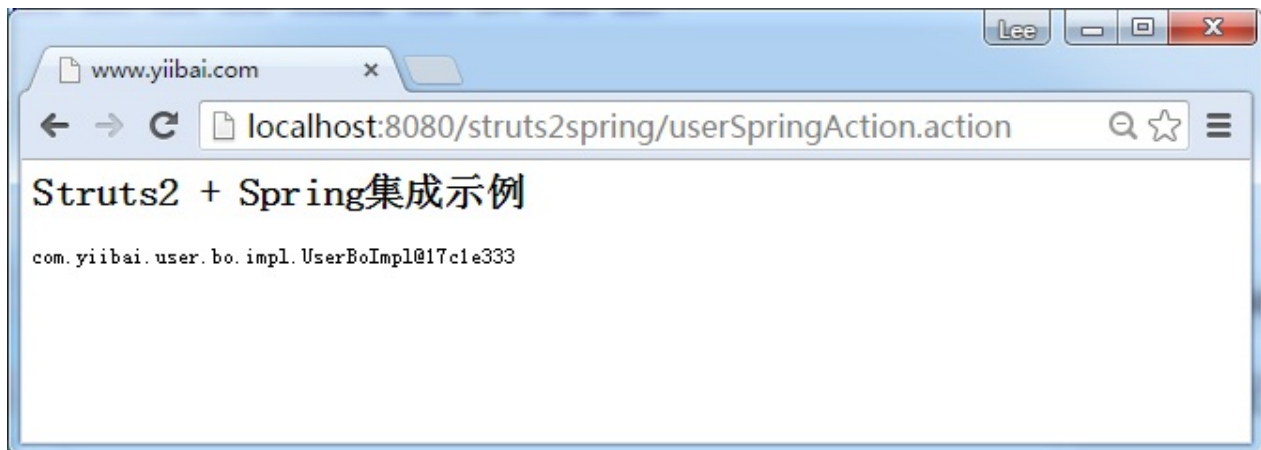 Lee
www.yiibai.com
localhost:8080/struts2spring/userSpringAction.action
Struts2 + Spring集成示例
com.yiibai.user.bo.impl.UserBoImpl@17c1e333